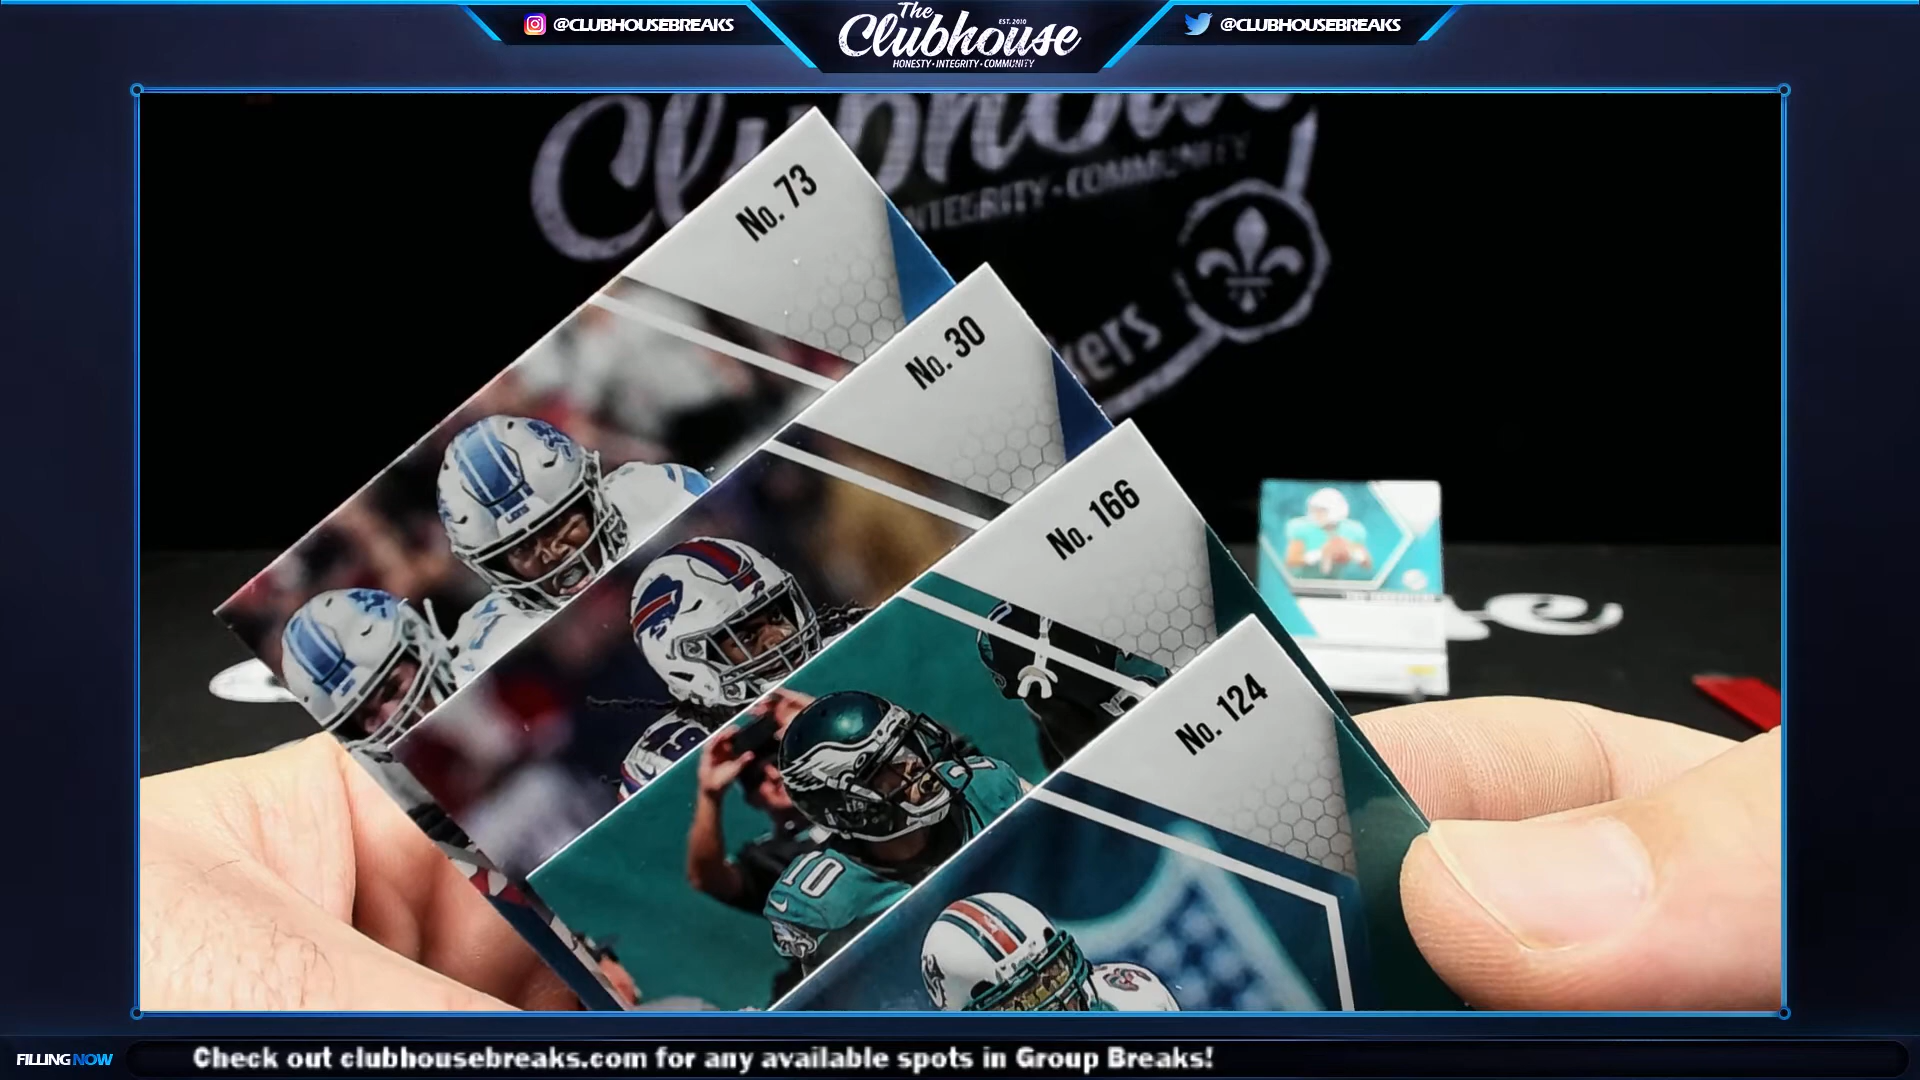 @CLUBHOUSEBREAKS
The
EST. 2010
Clubhouse
HONESTY • INTEGRITY • COMMUNITY
@CLUBHOUSEBREAKS
INTEGRITY • COMMUNITY
No. 73
No. 30
No. 166
No. 124
LIONS
10
FILLING NOW
Check out clubhousebreaks.com for any available spots in Group Breaks!